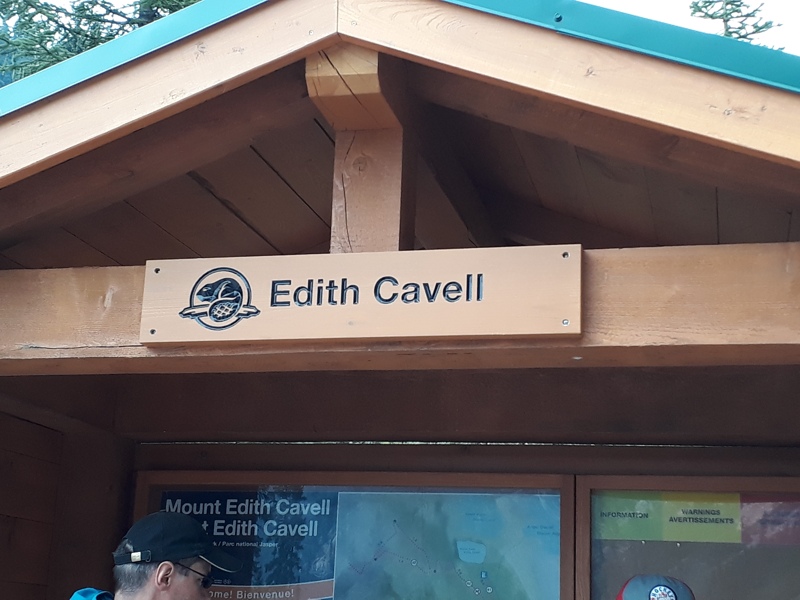 Edith Cavell
Mount Edith Cavell
t Edith Cavell
k / Parc national Jasper
ome! Bienvenue!
INFORMATION
WARNINGS
AVERTISSEMENTS